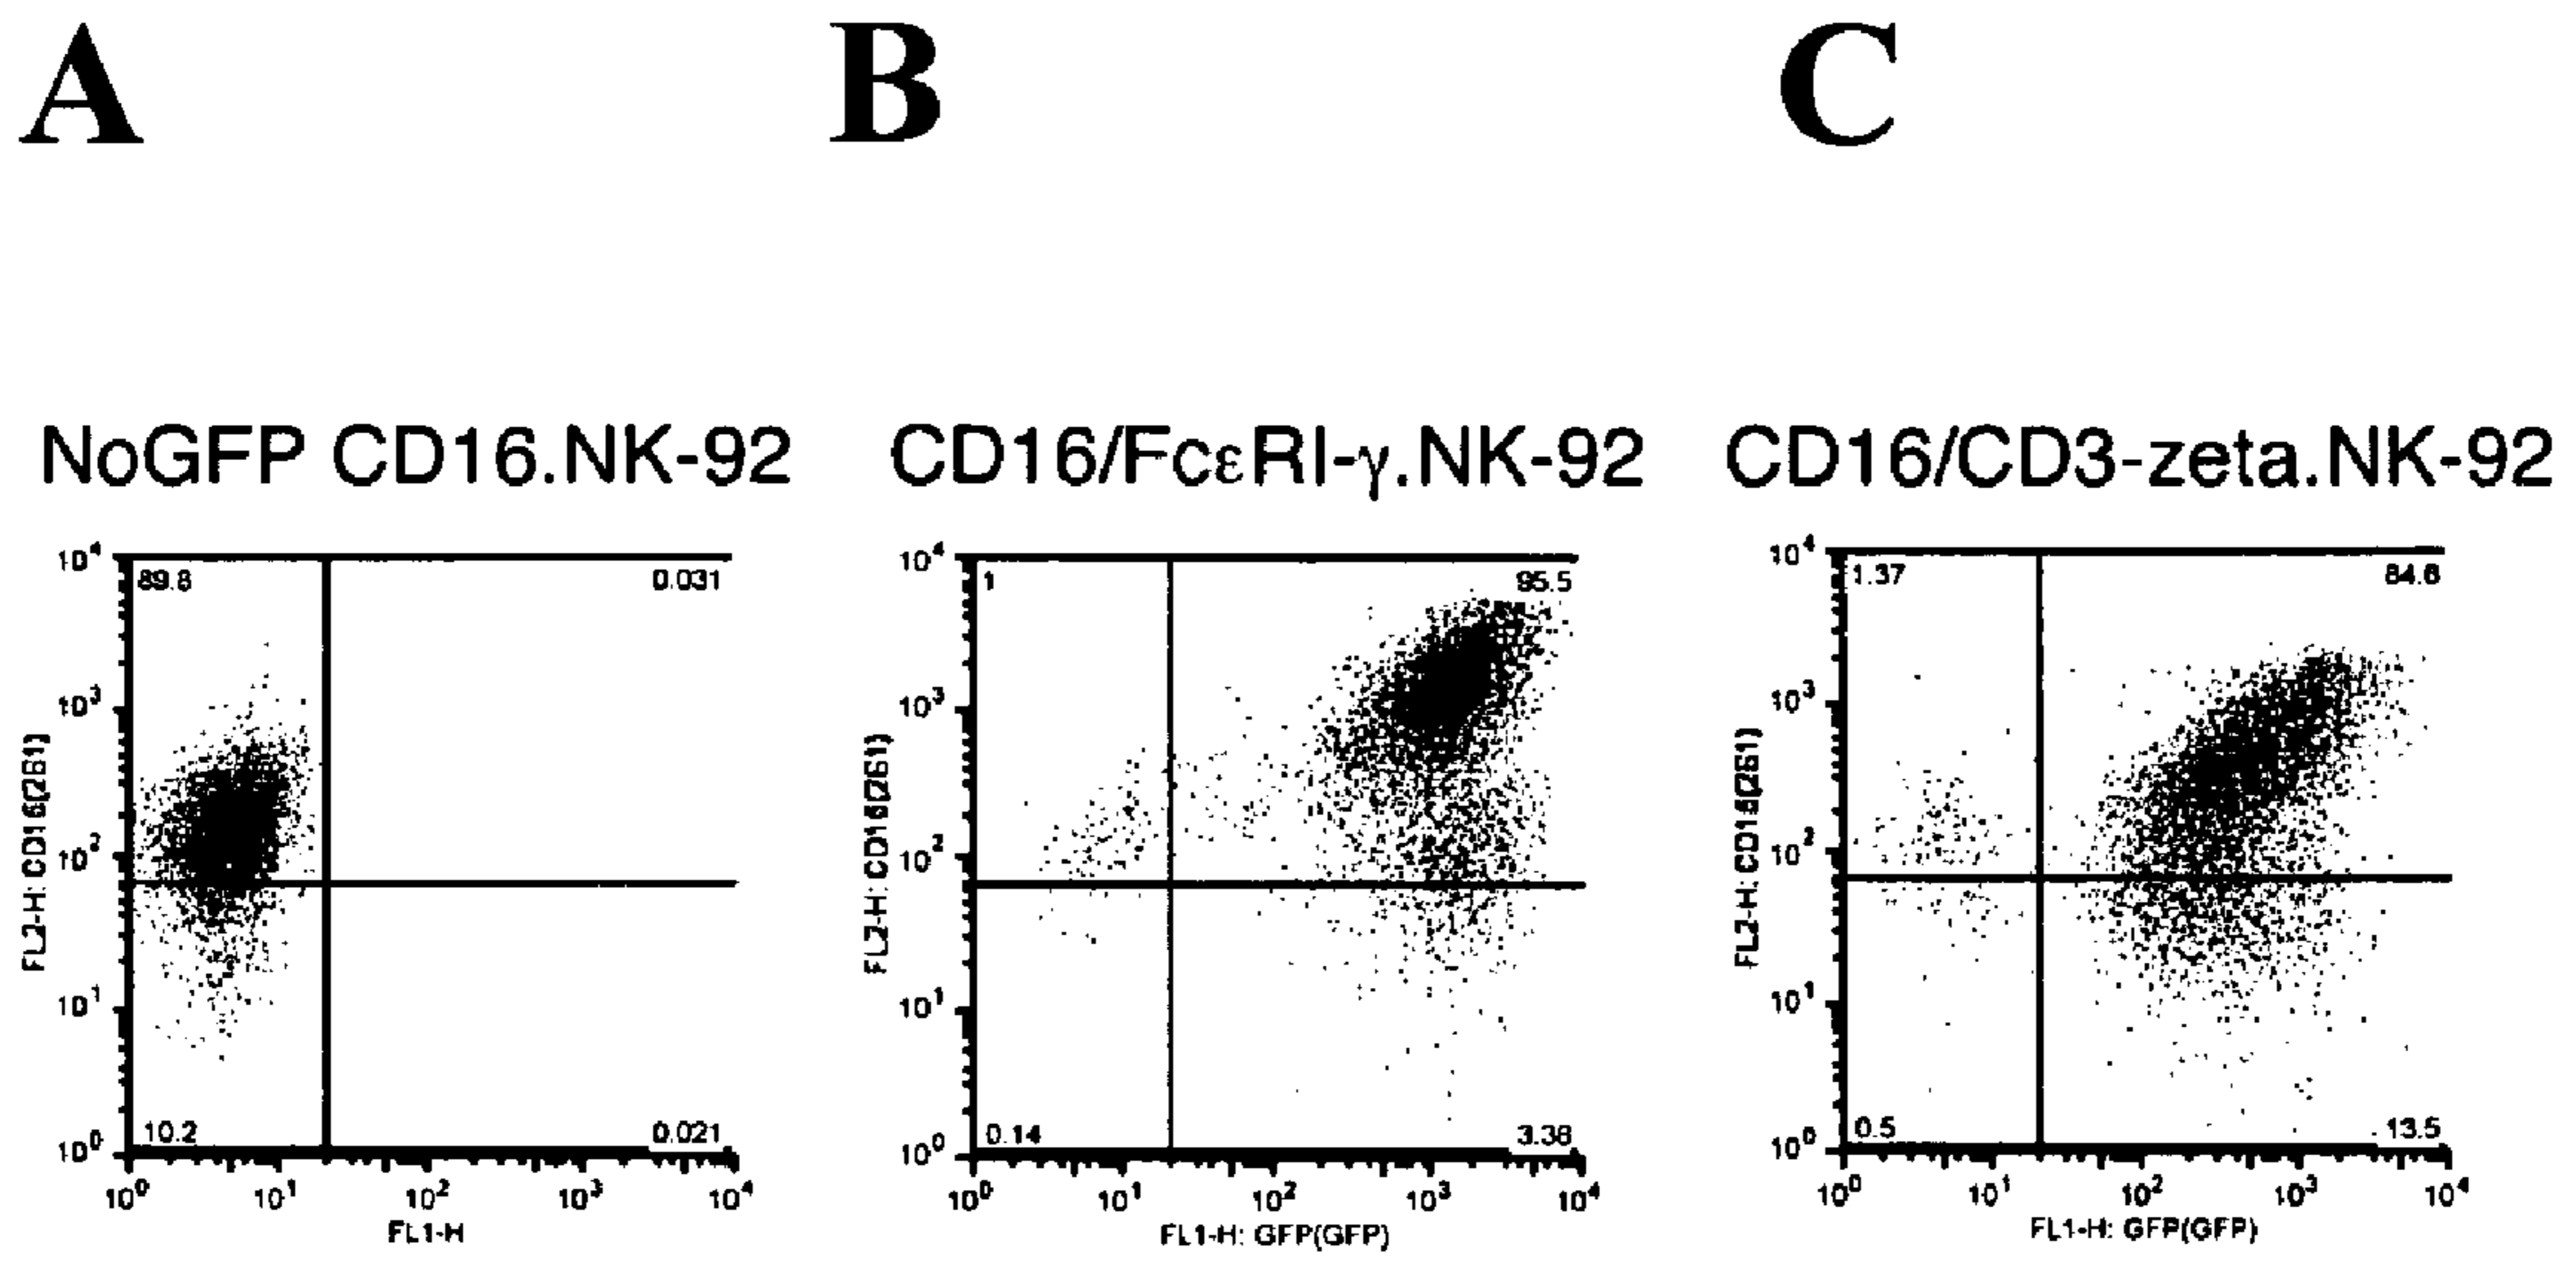 A
B
C
NoGFP CD16.NK-92
CD16/FcεRI-γ.NK-92
CD16/CD3-zeta.NK-92
10⁴
10³
10²
10¹
10⁰
FL2-H: CD16(2B1)
89.8
0.031
10.2
0.021
10⁰ 10¹ 10² 10³ 10⁴
FL1-H
10⁴
10³
10²
10¹
10⁰
FL2-H: CD16(2B1)
1
95.5
0.14
3.38
10⁰ 10¹ 10² 10³ 10⁴
FL1-H: GFP(GFP)
10⁴
10³
10²
10¹
10⁰
FL2-H: CD16(2B1)
1.37
84.6
0.5
13.5
10⁰ 10¹ 10² 10³ 10⁴
FL1-H: GFP(GFP)